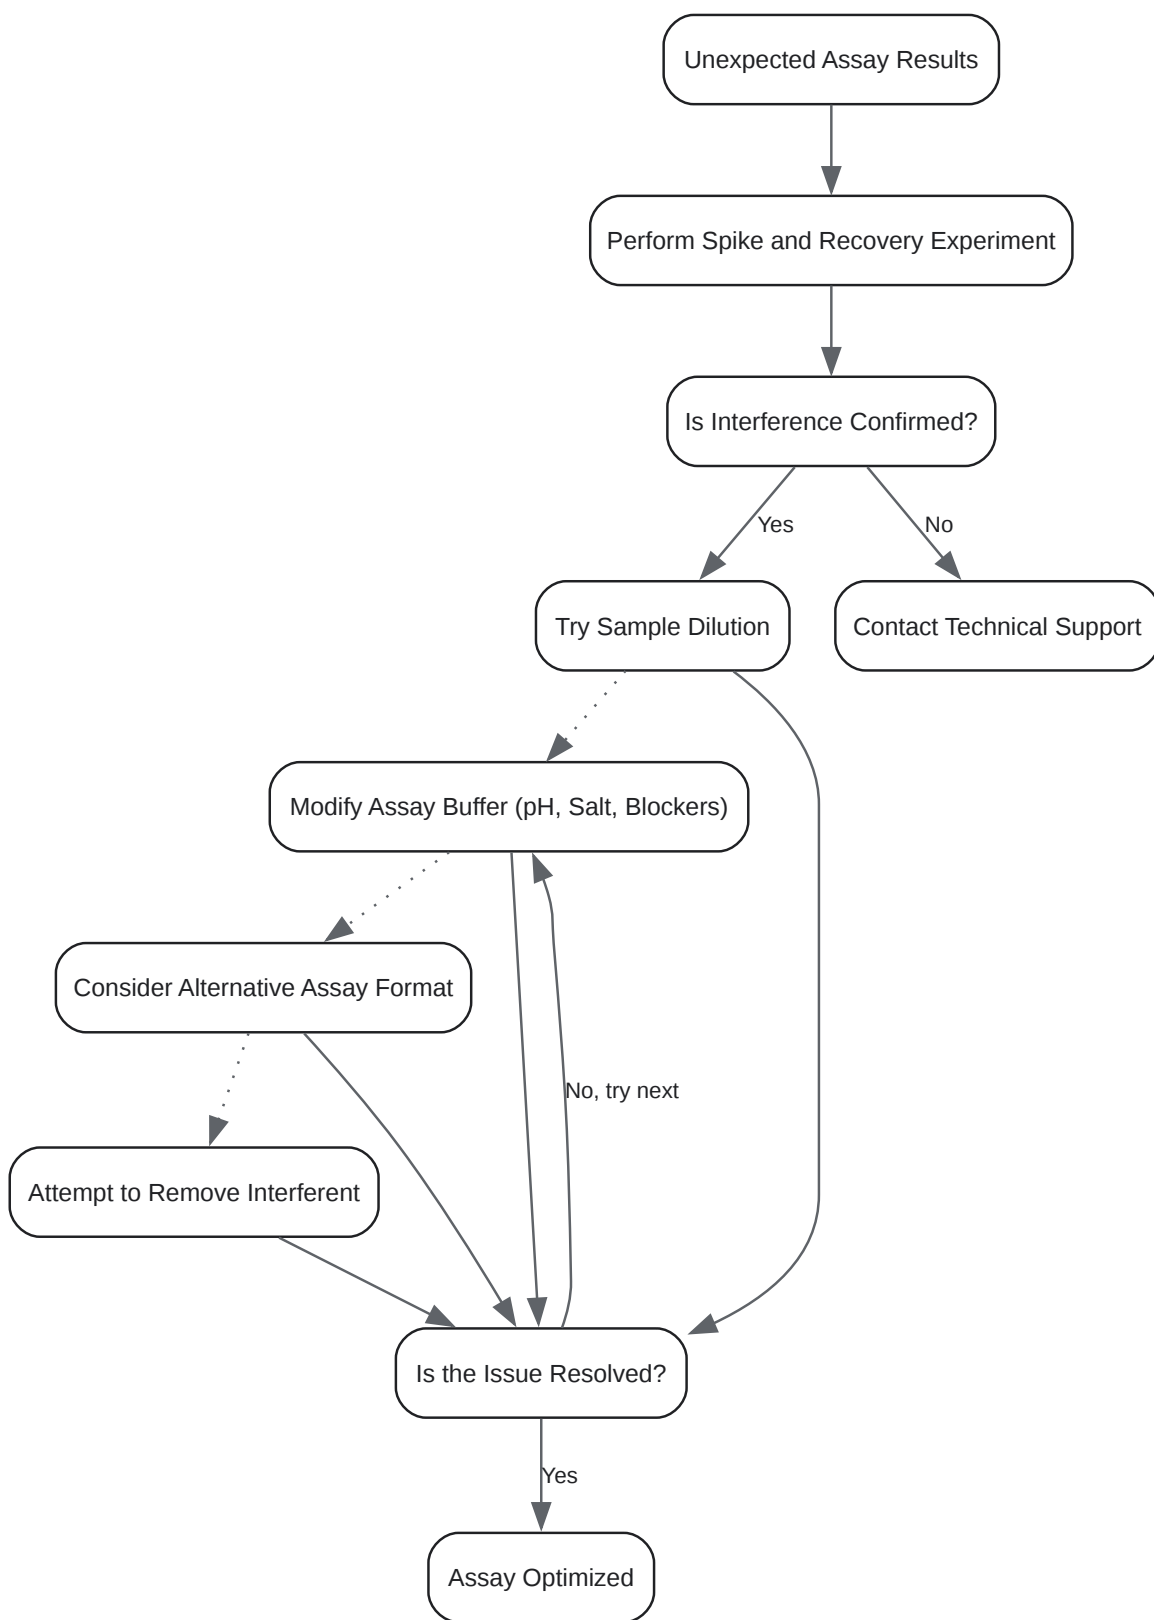 Unexpected Assay Results
Perform Spike and Recovery Experiment
Is Interference Confirmed?
Yes
No
Try Sample Dilution
Contact Technical Support
Modify Assay Buffer (pH, Salt, Blockers)
Consider Alternative Assay Format
No, try next
Attempt to Remove Interferent
Is the Issue Resolved?
Yes
Assay Optimized